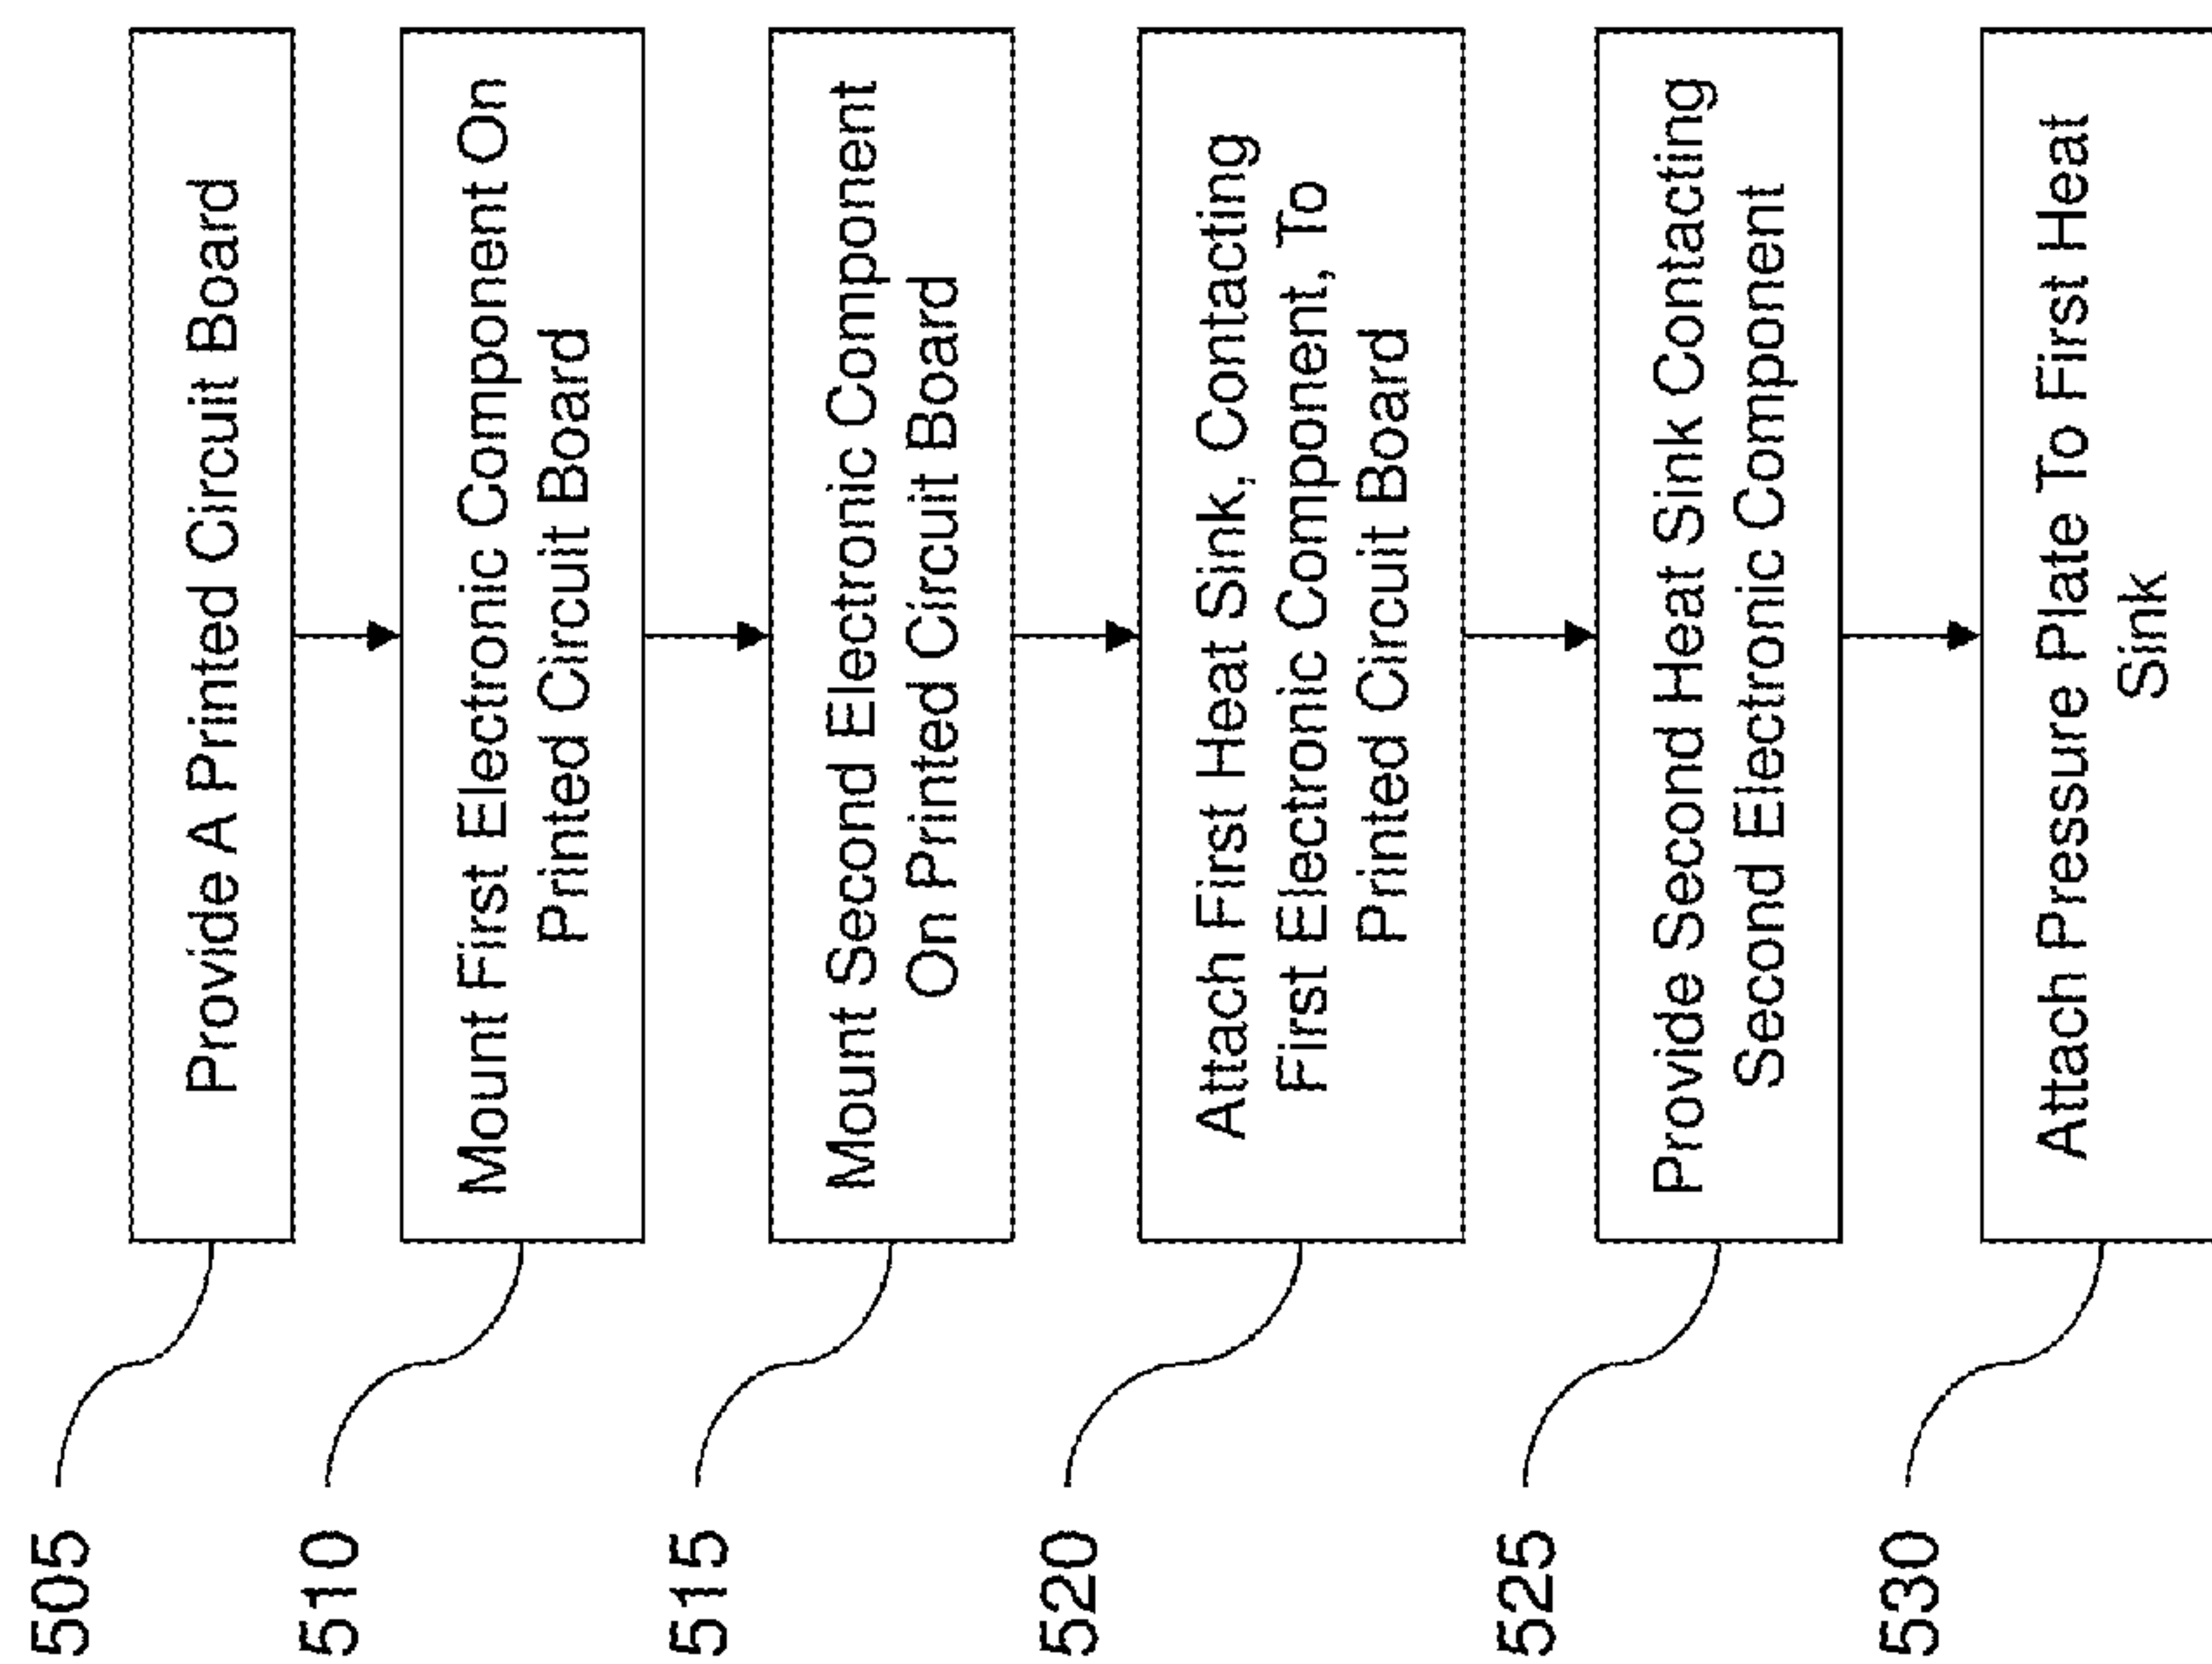 505
Provide A Printed Circuit Board
510
Mount First Electronic Component On
Printed Circuit Board
515
Mount Second Electronic Component
On Printed Circuit Board
520
Attach First Heat Sink, Contacting
First Electronic Component, To
Printed Circuit Board
525
Provide Second Heat Sink Contacting
Second Electronic Component
530
Attach Pressure Plate To First Heat
Sink